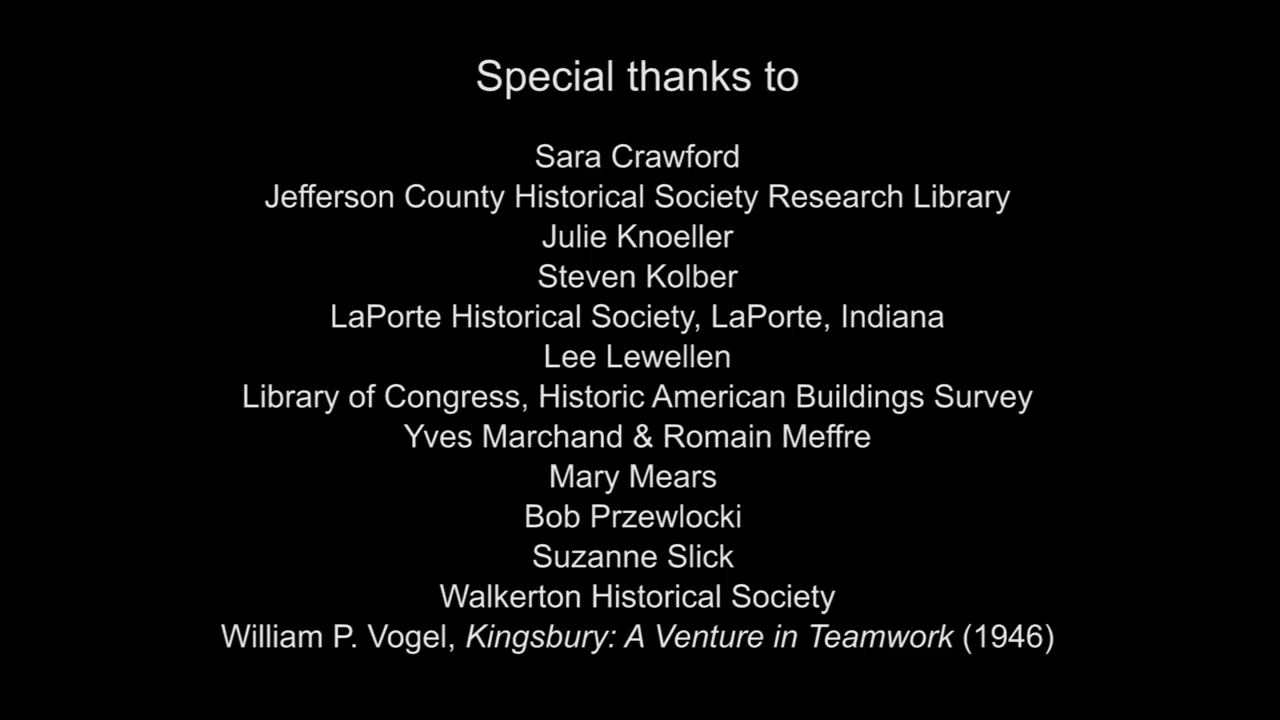 Special thanks to
Sara Crawford
Jefferson County Historical Society Research Library
Julie Knoeller
Steven Kolber
LaPorte Historical Society, LaPorte, Indiana
Lee Lewellen
Library of Congress, Historic American Buildings Survey
Yves Marchand & Romain Meffre
Mary Mears
Bob Przewlocki
Suzanne Slick
Walkerton Historical Society
William P. Vogel, Kingsbury: A Venture in Teamwork (1946)